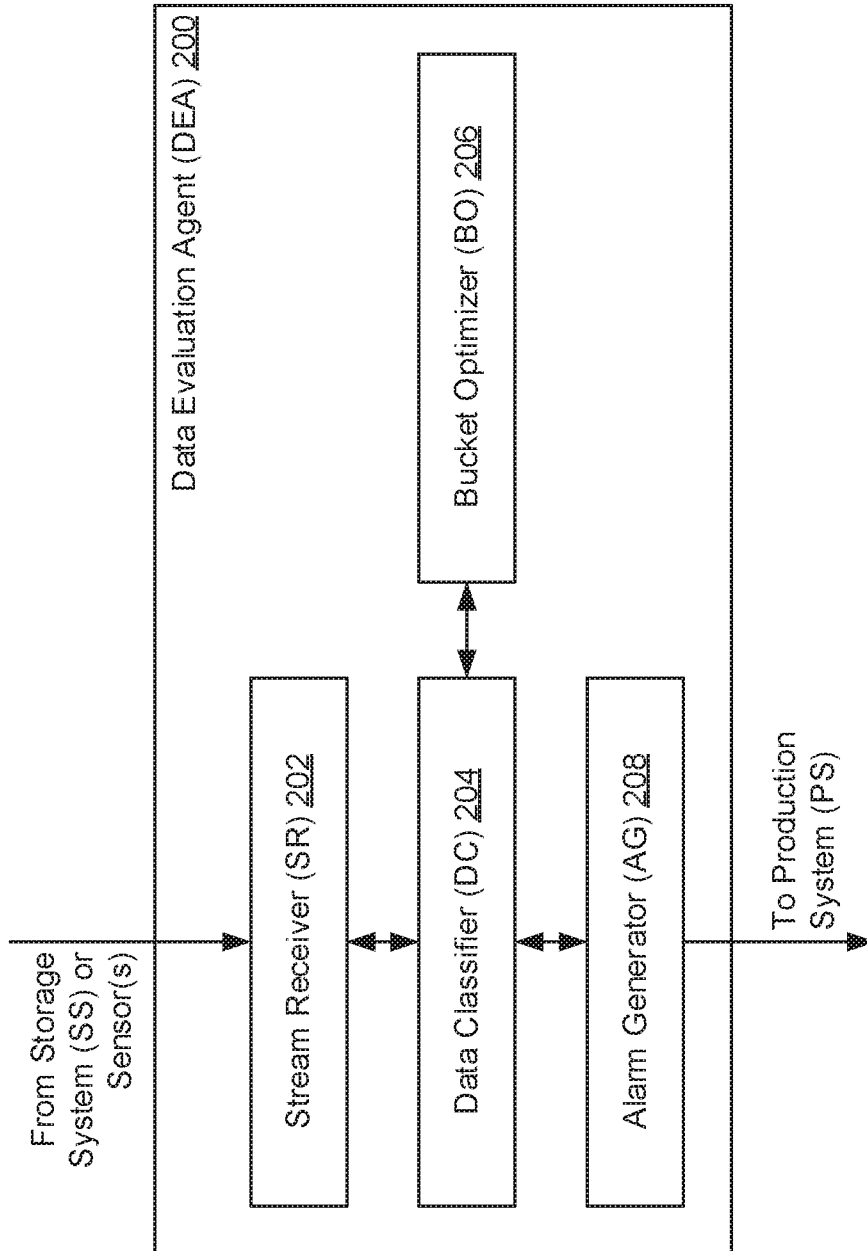 From Storage
System (SS) or
Sensor(s)
Data Evaluation Agent (DEA) 200
Stream Receiver (SR) 202
Data Classifier (DC) 204
Bucket Optimizer (BO) 206
Alarm Generator (AG) 208
To Production
System (PS)